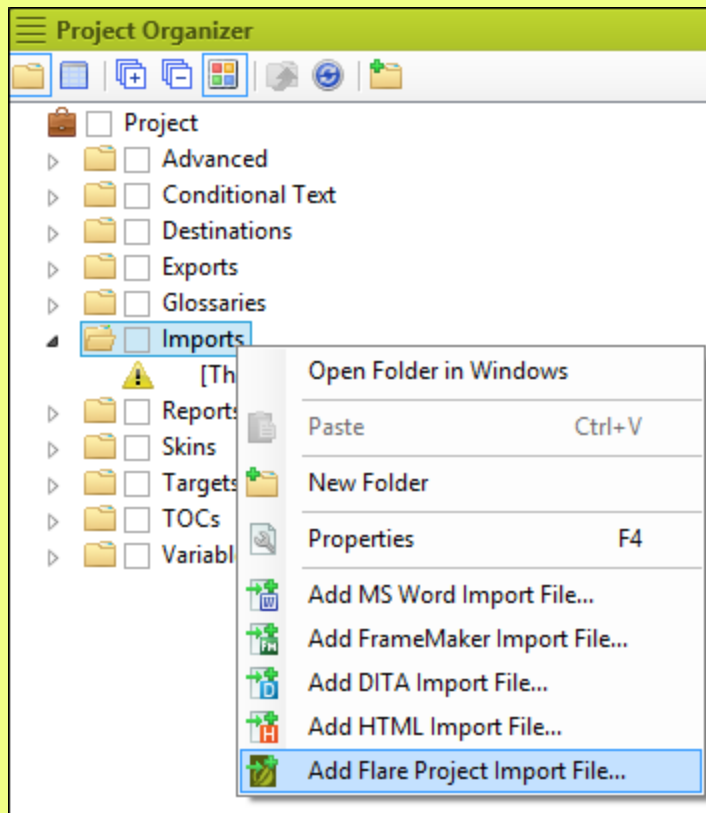 Project Organizer
Project
Advanced
Conditional Text
Destinations
Exports
Glossaries
Imports
[Th
Reports
Skins
Targets
TOCs
Variabl
Open Folder in Windows
Paste Ctrl+V
New Folder
Properties F4
Add MS Word Import File...
Add FrameMaker Import File...
Add DITA Import File...
Add HTML Import File...
Add Flare Project Import File...